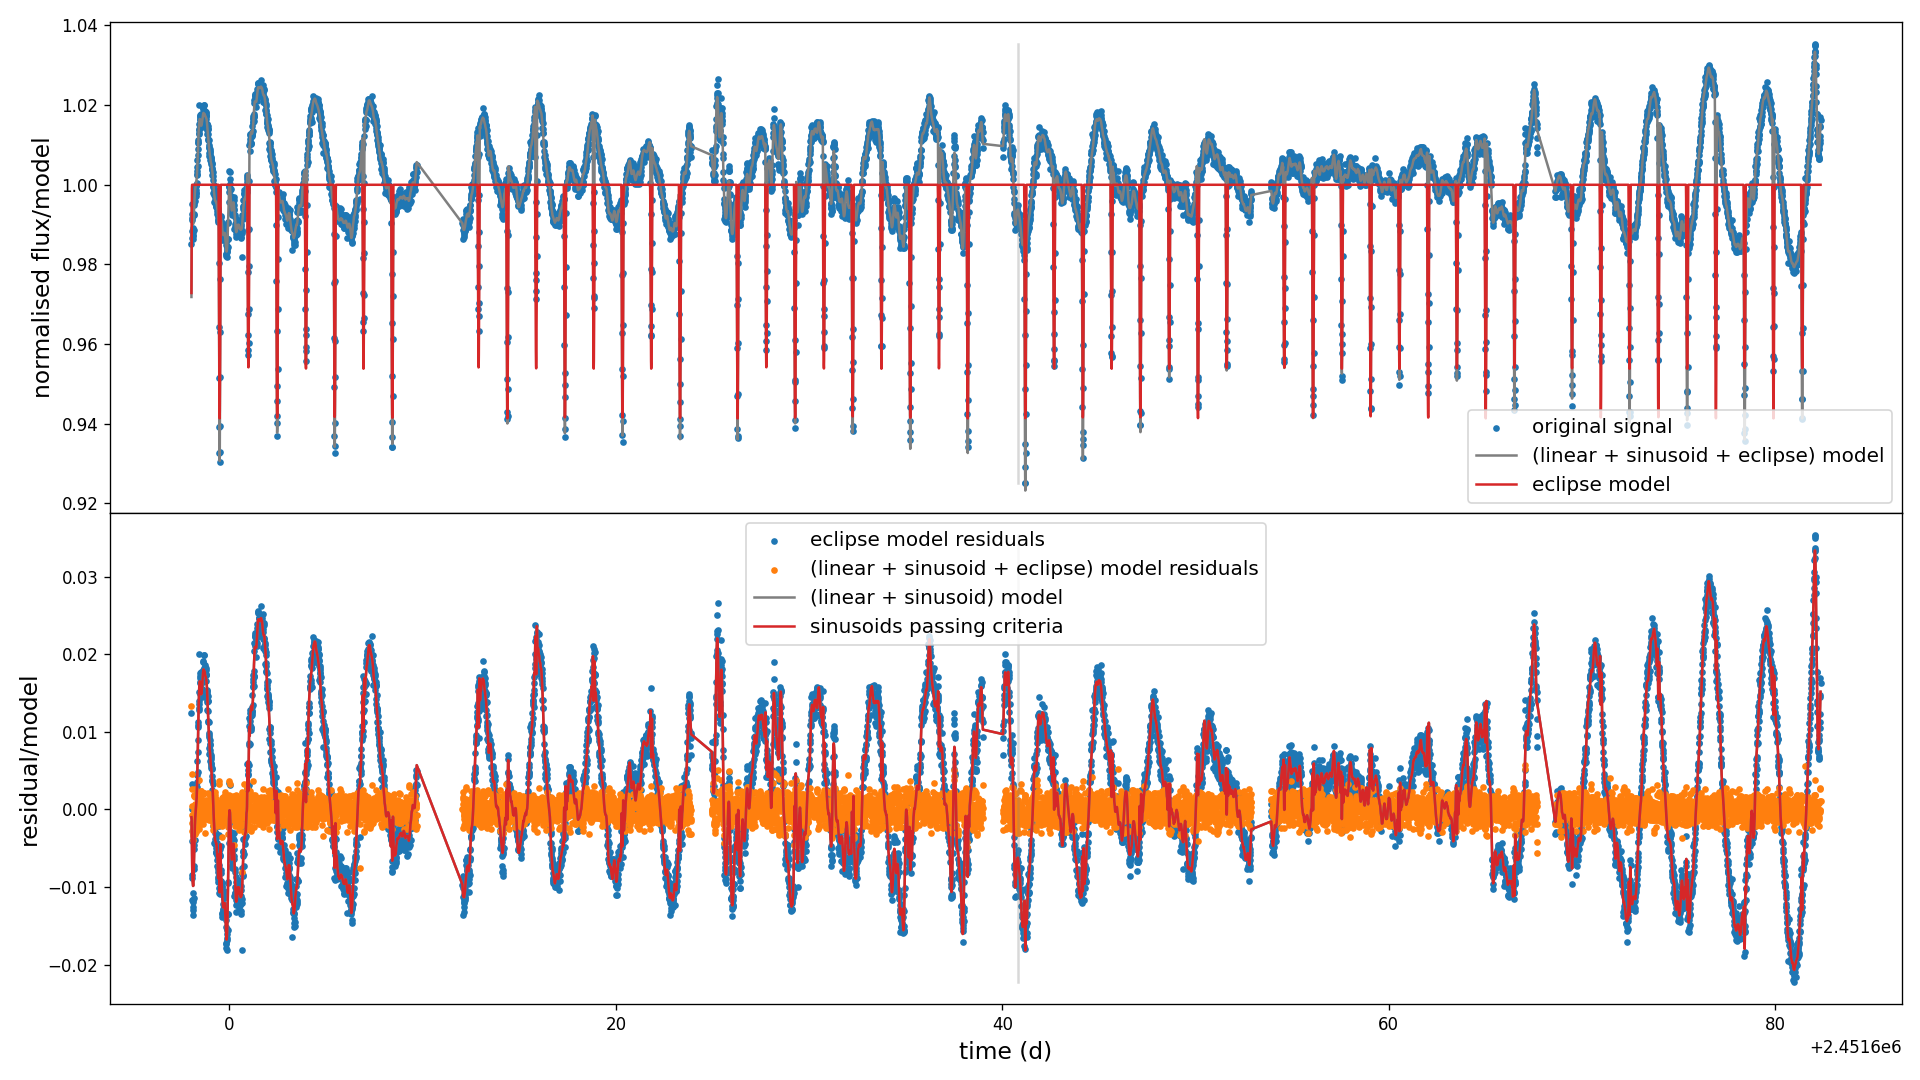 1.04
1.02
1.00
0.98
0.96
0.94
0.92
normalised flux/model
original signal
(linear + sinusoid + eclipse) model
eclipse model
0.03
0.02
0.01
0.00
−0.01
−0.02
residual/model
eclipse model residuals
(linear + sinusoid + eclipse) model residuals
(linear + sinusoid) model
sinusoids passing criteria
0 20 40 60 80
time (d)
+2.4516e6